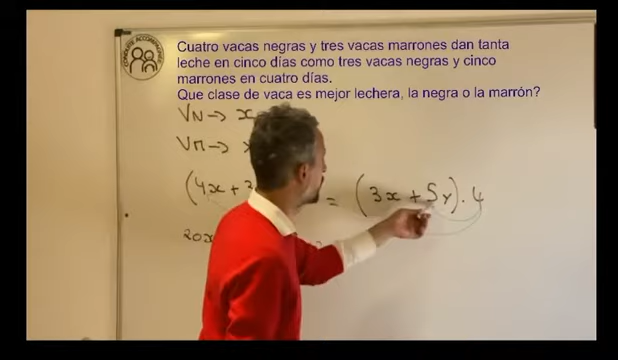 Cuatro vacas negras y tres vacas marrones dan tanta
leche en cinco días como tres vacas negras y cinco
marrones en cuatro días.
Que clase de vaca es mejor lechera, la negra o la marrón?
VN → x
VM →
(4x + = (3x + 5y) · 4
20x